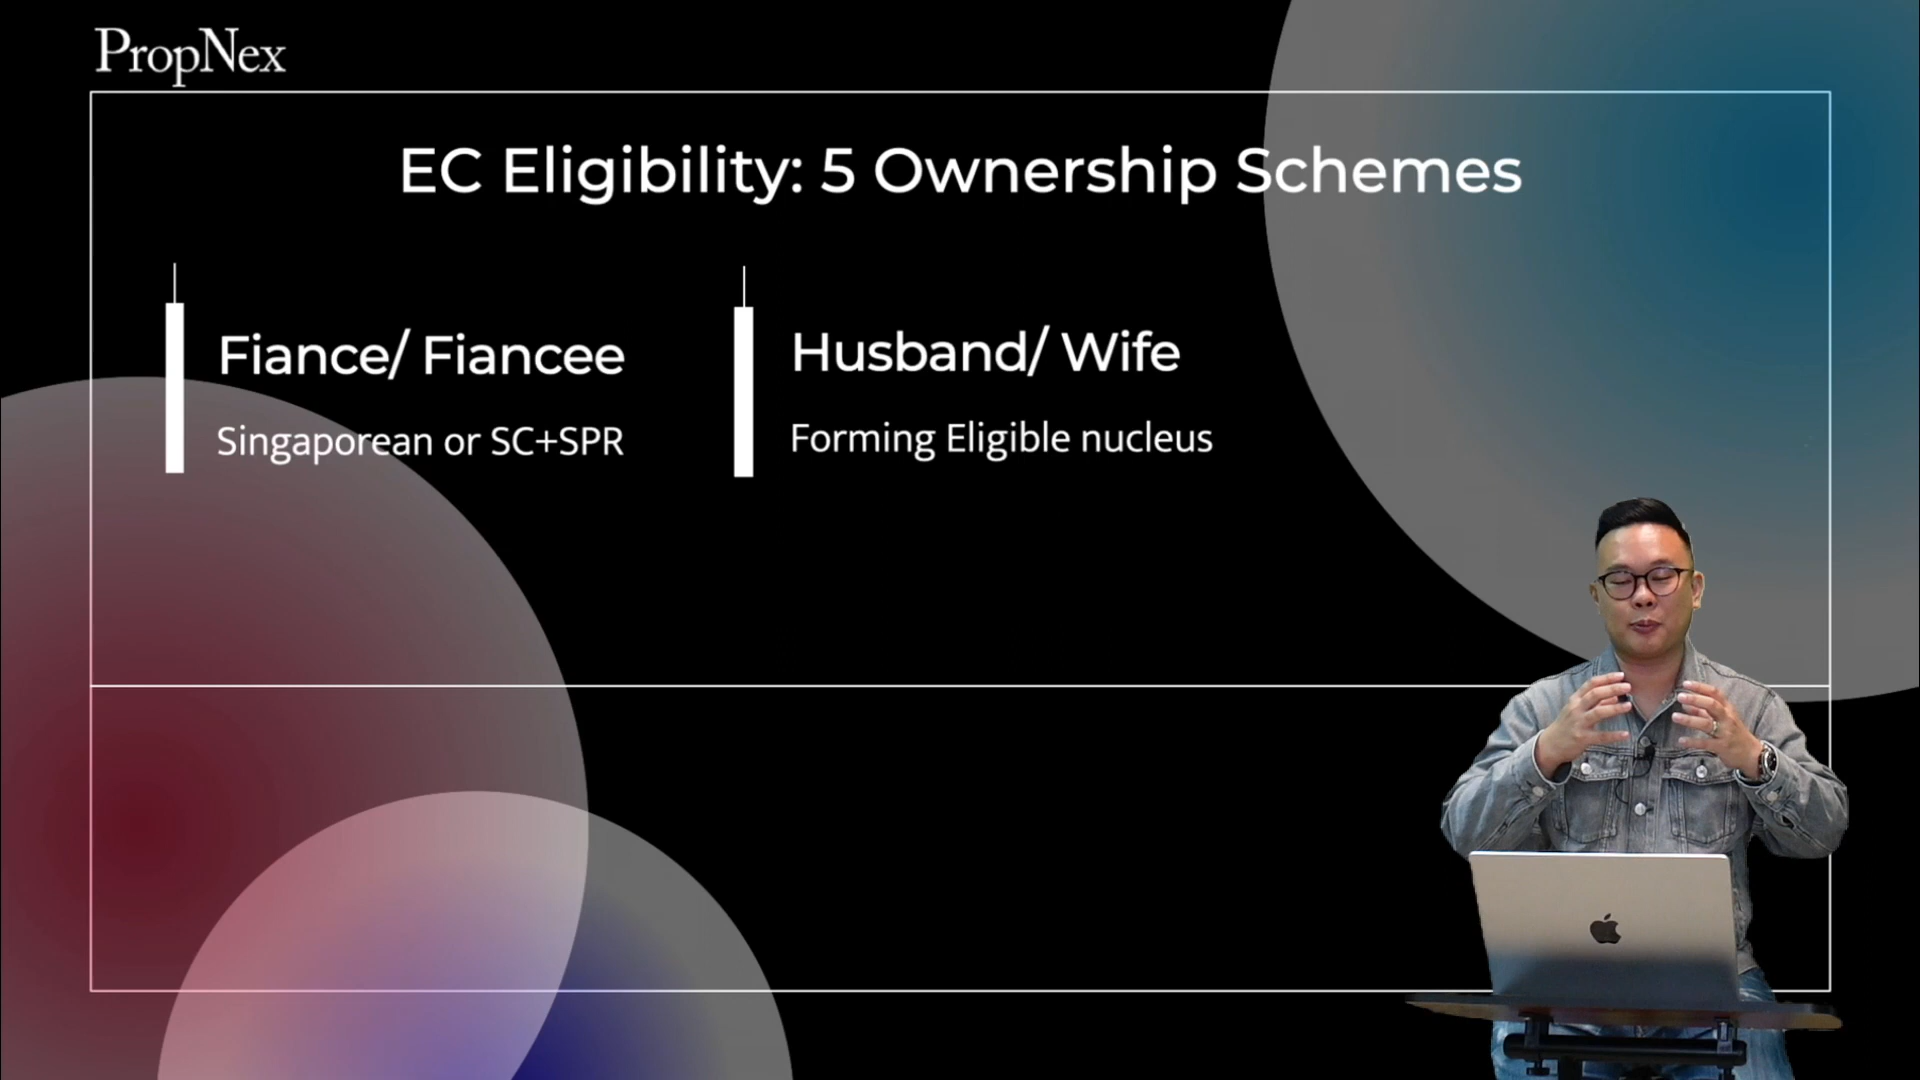 PropNex
EC Eligibility: 5 Ownership Schemes
Fiance/ Fiancee
Singaporean or SC+SPR
Husband/ Wife
Forming Eligible nucleus